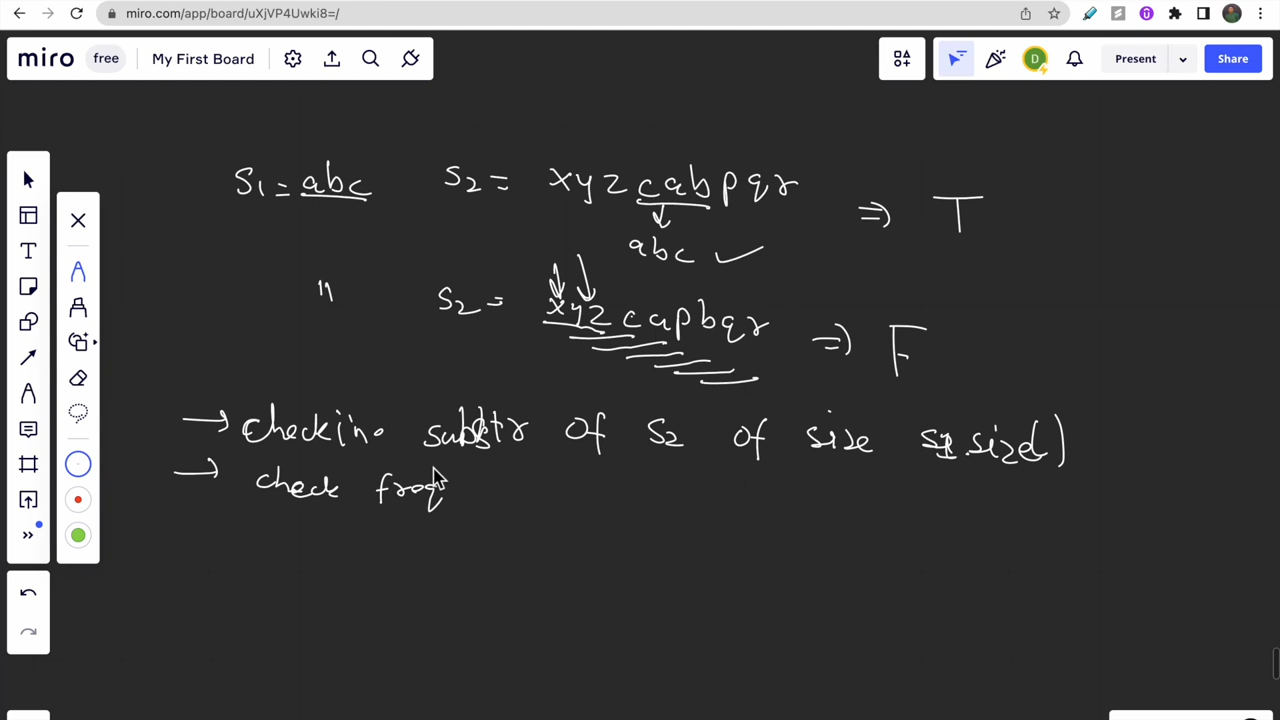 miro.com/app/board/uXjVP4Uwki8=/
miro free My First Board Present Share
D
S1 = abc S2 = xyzcabpqr => T
abc
" S2 = xyzcapbqr => F
→ checking substr of S2 of size s1.size()
→ check freq
T